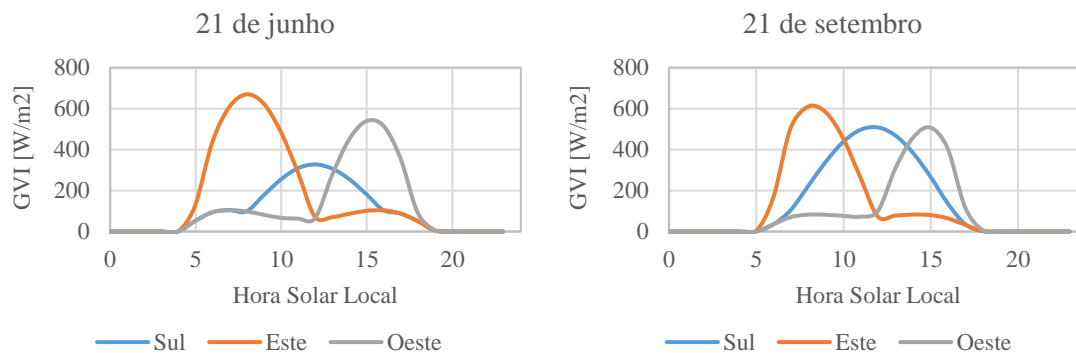 21 de junho
GVI [W/m2]
800
600
400
200
0
0 5 10 15 20
Hora Solar Local
Sul Este Oeste
21 de setembro
GVI [W/m2]
800
600
400
200
0
0 5 10 15 20
Hora Solar Local
Sul Este Oeste